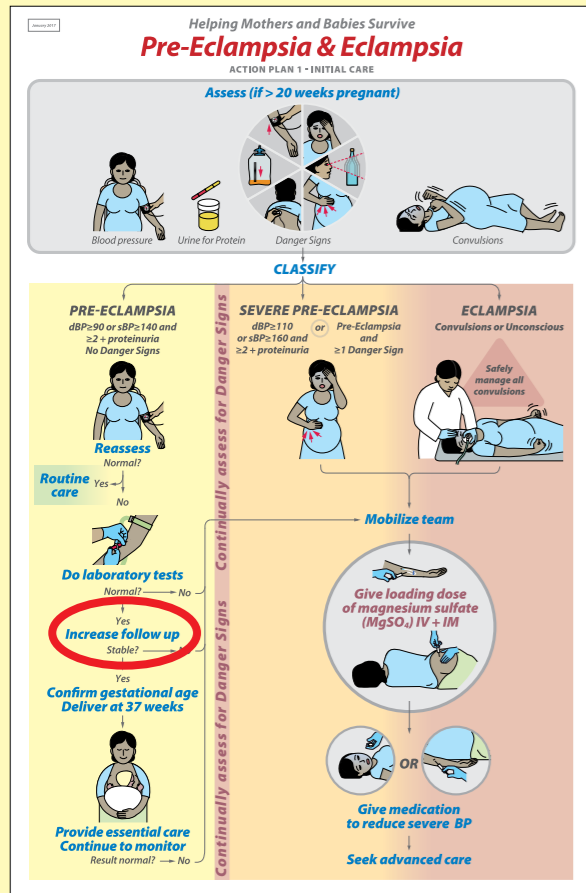 January 2017
Helping Mothers and Babies Survive
Pre-Eclampsia & Eclampsia
ACTION PLAN 1 - INITIAL CARE
Assess (if > 20 weeks pregnant)
Blood pressure
Urine for Protein
Danger Signs
Convulsions
CLASSIFY
PRE-ECLAMPSIA
dBP≥90 or sBP≥140 and
≥2 + proteinuria
No Danger Signs
Reassess
Normal?
Yes
Routine
care
No
Do laboratory tests
Normal?
No
Yes
Increase follow up
Stable?
Yes
Confirm gestational age
Deliver at 37 weeks
Provide essential care
Continue to monitor
Result normal?
No
Continually assess for Danger Signs
Continually assess for Danger Signs
SEVERE PRE-ECLAMPSIA
dBP≥110
or sBP≥160 and
≥2 + proteinuria
or
Pre-Eclampsia
and
≥1 Danger Sign
ECLAMPSIA
Convulsions or Unconscious
Safely
manage all
convulsions
Mobilize team
Give loading dose
of magnesium sulfate
(MgSO₄) IV + IM
OR
Give medication
to reduce severe BP
Seek advanced care